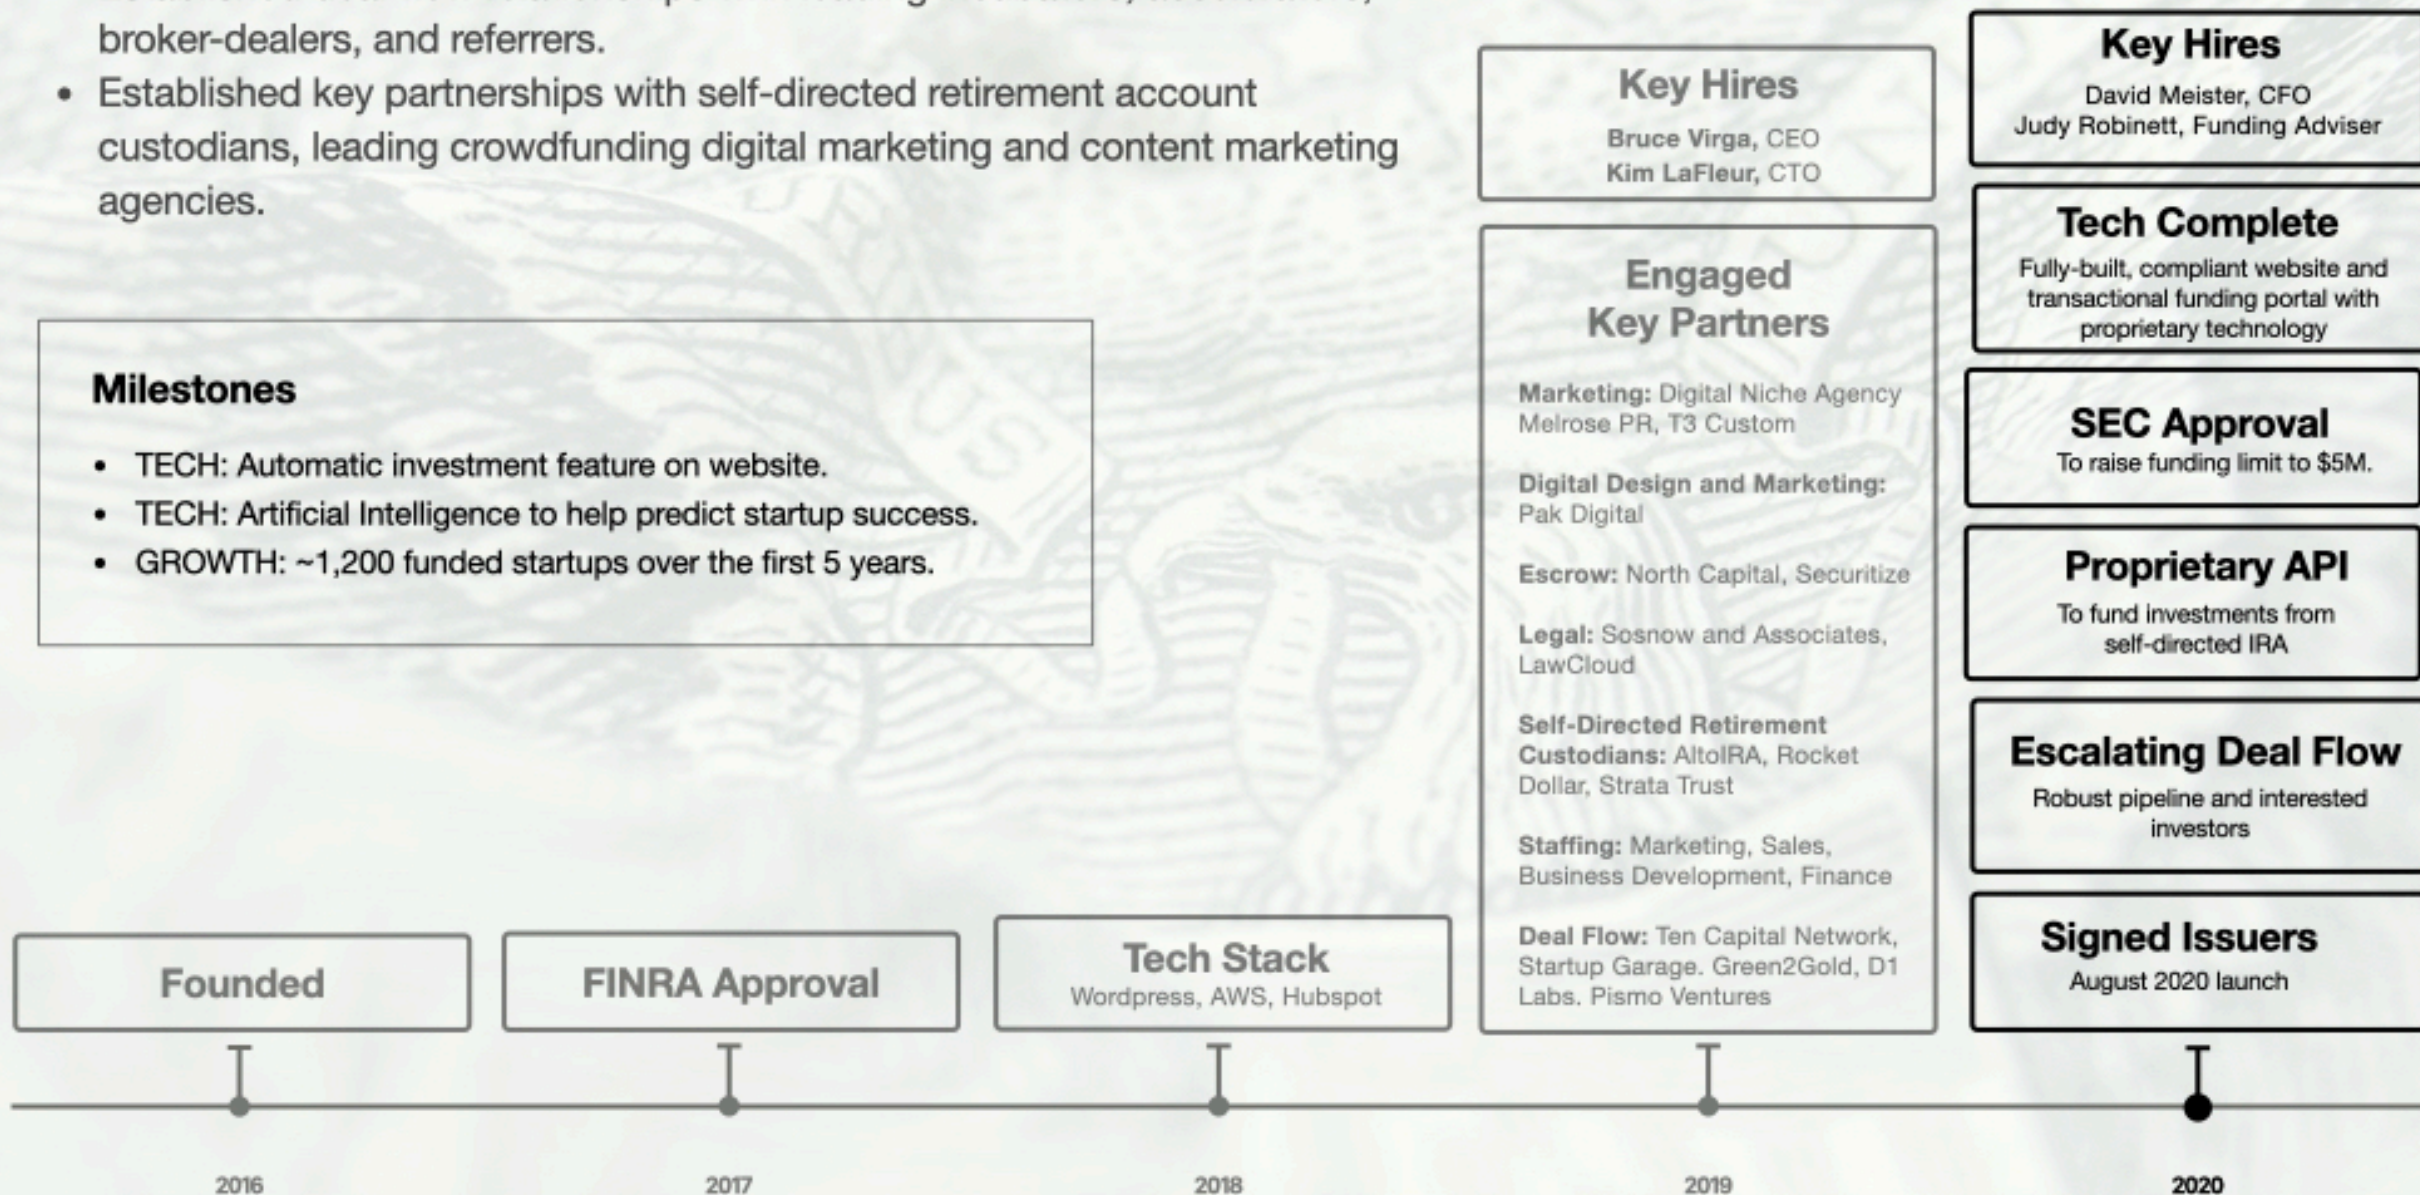 broker-dealers, and referrers.
• Established key partnerships with self-directed retirement account
custodians, leading crowdfunding digital marketing and content marketing
agencies.
Milestones
• TECH: Automatic investment feature on website.
• TECH: Artificial Intelligence to help predict startup success.
• GROWTH: ~1,200 funded startups over the first 5 years.
Founded
FINRA Approval
Tech Stack
Wordpress, AWS, Hubspot
Key Hires
Bruce Virga, CEO
Kim LaFleur, CTO
Engaged
Key Partners
Marketing: Digital Niche Agency
Melrose PR, T3 Custom
Digital Design and Marketing:
Pak Digital
Escrow: North Capital, Securitize
Legal: Sosnow and Associates,
LawCloud
Self-Directed Retirement
Custodians: AltoIRA, Rocket
Dollar, Strata Trust
Staffing: Marketing, Sales,
Business Development, Finance
Deal Flow: Ten Capital Network,
Startup Garage. Green2Gold, D1
Labs. Pismo Ventures
Key Hires
David Meister, CFO
Judy Robinett, Funding Adviser
Tech Complete
Fully-built, compliant website and
transactional funding portal with
proprietary technology
SEC Approval
To raise funding limit to $5M.
Proprietary API
To fund investments from
self-directed IRA
Escalating Deal Flow
Robust pipeline and interested
investors
Signed Issuers
August 2020 launch
2016
2017
2018
2019
2020